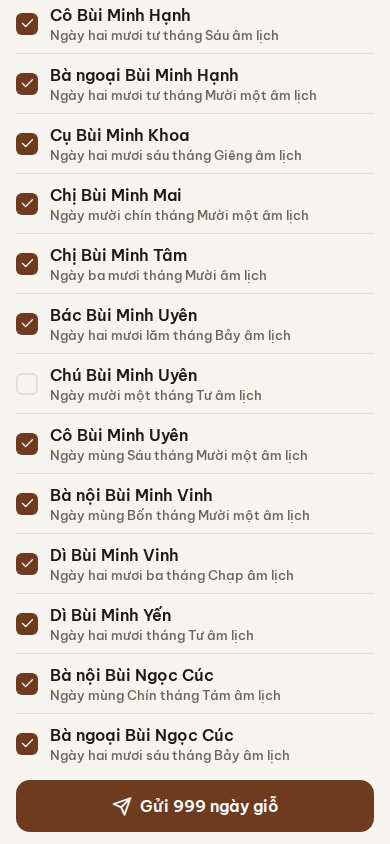 Cô Bùi Minh Hạnh
Ngày hai mươi tư tháng Sáu âm lịch
Bà ngoại Bùi Minh Hạnh
Ngày hai mươi tư tháng Mười một âm lịch
Cụ Bùi Minh Khoa
Ngày hai mươi sáu tháng Giêng âm lịch
Chị Bùi Minh Mai
Ngày mười chín tháng Mười một âm lịch
Chị Bùi Minh Tâm
Ngày ba mươi tháng Mười âm lịch
Bác Bùi Minh Uyên
Ngày hai mươi lăm tháng Bảy âm lịch
Chú Bùi Minh Uyên
Ngày mười một tháng Tư âm lịch
Cô Bùi Minh Uyên
Ngày mùng Sáu tháng Mười một âm lịch
Bà nội Bùi Minh Vinh
Ngày mùng Bốn tháng Mười một âm lịch
Dì Bùi Minh Vinh
Ngày hai mươi ba tháng Chạp âm lịch
Dì Bùi Minh Yến
Ngày hai mươi tháng Tư âm lịch
Bà nội Bùi Ngọc Cúc
Ngày mùng Chín tháng Tám âm lịch
Bà ngoại Bùi Ngọc Cúc
Ngày hai mươi sáu tháng Bảy âm lịch
Gửi 999 ngày giỗ